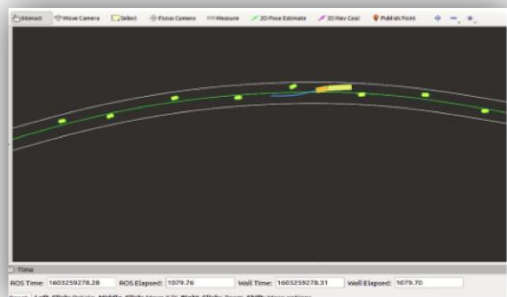 Interact Move Camera Select Focus Camera Measure 2D Pose Estimate 2D Nav Goal Publish Point
Time
ROS Time: 1603259278.28 ROS Elapsed: 1079.76 Wall Time: 1603259278.31 Wall Elapsed: 1079.70